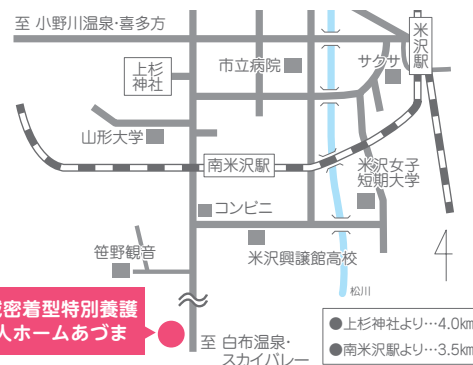 至 小野川温泉・喜多方
米沢駅
上杉
神社
市立病院
サクサ
山形大学
南米沢駅
米沢女子
短期大学
コンビニ
笹野観音
米沢興譲館高校
松川
密着型特別養護
人ホームあづま
至 白布温泉・
スカイバレー
●上杉神社より…4.0km
●南米沢駅より…3.5km